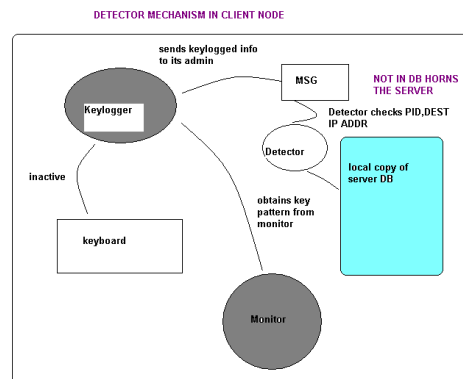 DETECTOR MECHANISM IN CLIENT NODE
sends keylogged info
to its admin
MSG
NOT IN DB HORNS
THE SERVER
Keylogger
Detector checks PID,DEST
IP ADDR
Detector
local copy of
server DB
inactive
obtains key
pattern from
monitor
keyboard
Monitor